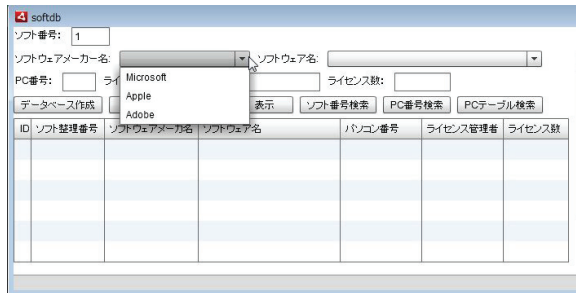 softdb
ソフト番号: 1
ソフトウェアメーカー名: ソフトウェア名:
PC番号: ライ ライセンス数:
Microsoft
Apple
Adobe
データベース作成 表示 ソフト番号検索 PC番号検索 PCテーブル検索
ID ソフト整理番号 ソフトウェアメーカ名 ソフトウェア名 パソコン番号 ライセンス管理者 ライセンス数